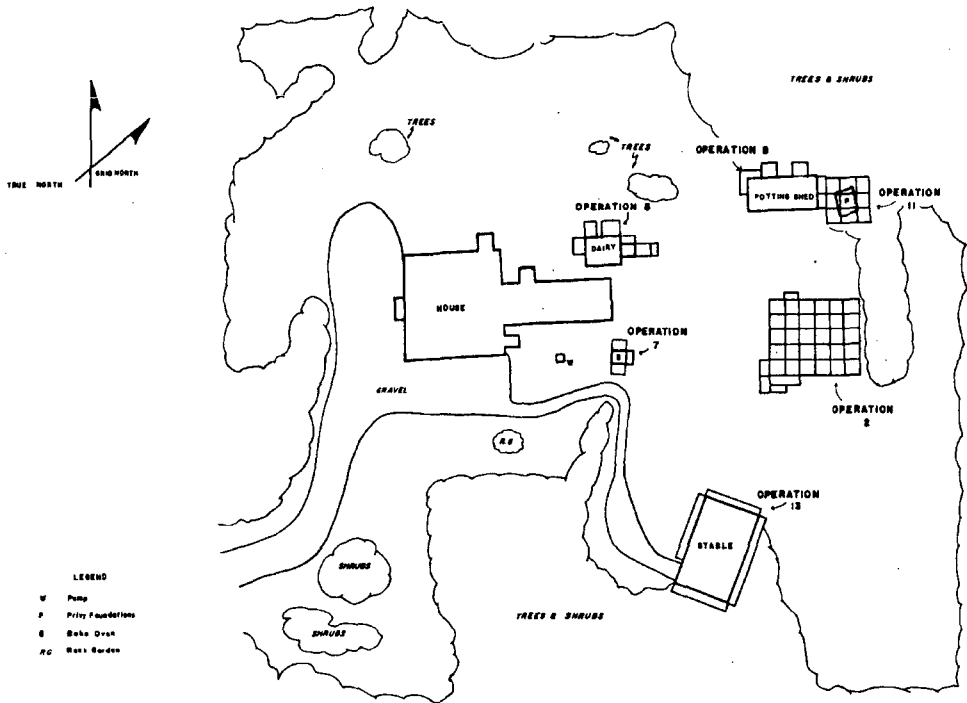 TREES & SHRUBS
TREES
TREES
OPERATION 9
TRUE NORTH
GRID NORTH
POTTING SHED
P
OPERATION
11
OPERATION 5
DAIRY
HOUSE
OPERATION
7
B
W
GRAVEL
OPERATION
2
RG
OPERATION
13
STABLE
SHRUBS
LEGEND
W Pump
P Privy Foundations
B Bake Oven
RG Rock Garden
SHRUBS
TREES & SHRUBS